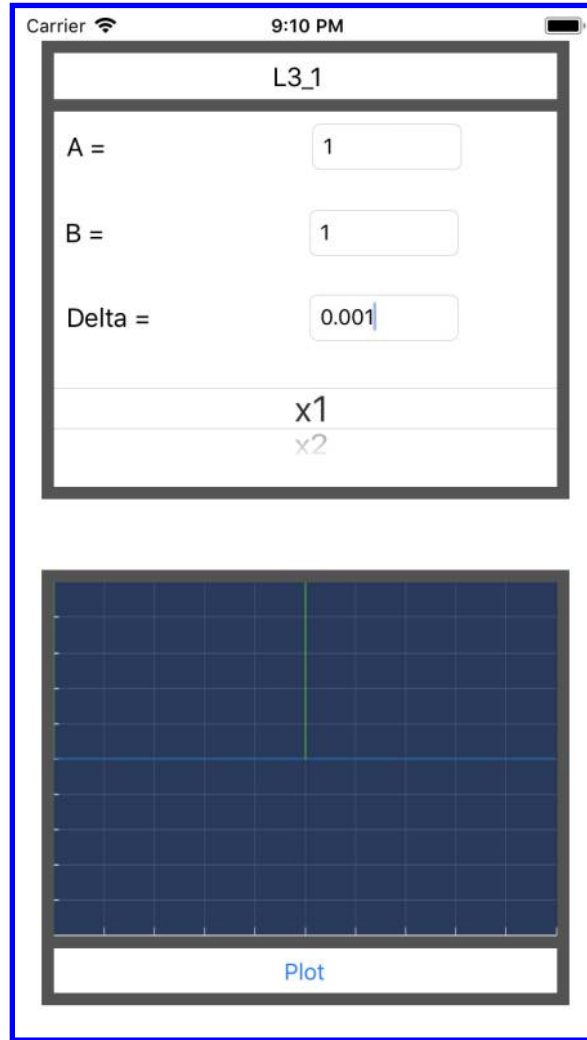 Carrier 9:10 PM
L3_1
A = 1
B = 1
Delta = 0.001
x1
x2
Plot